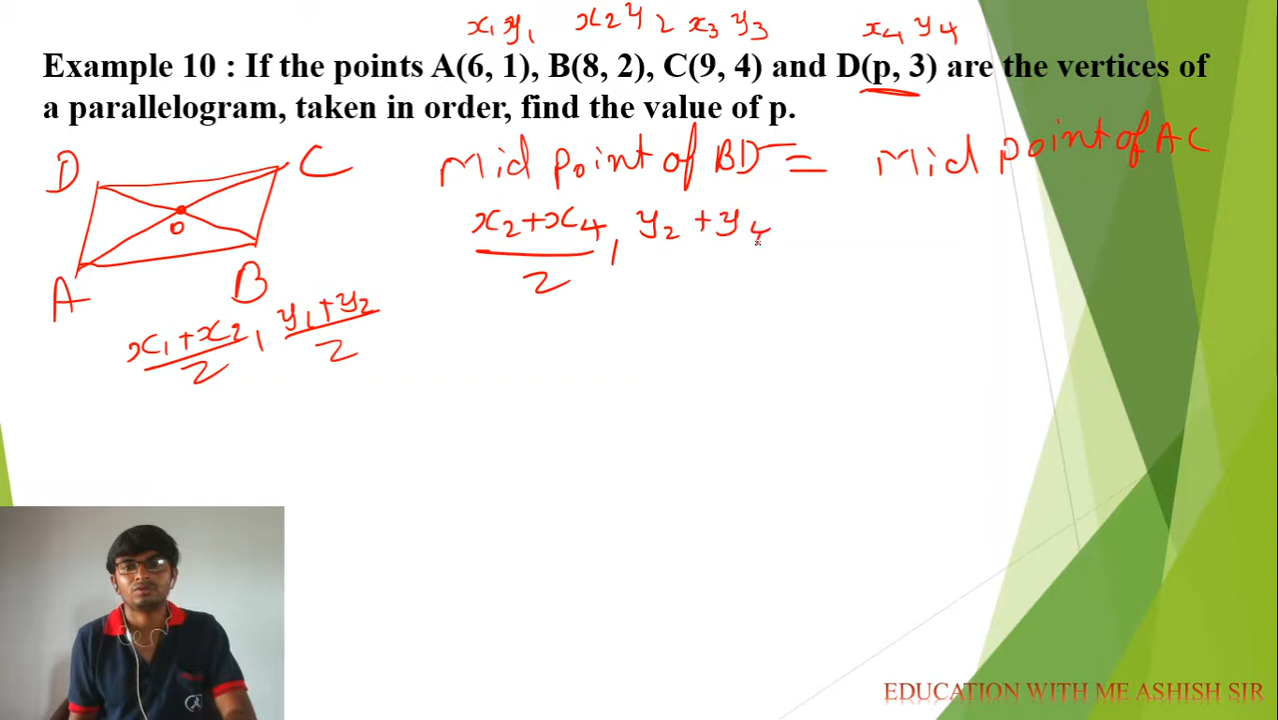 x₁ y₁ x₂ y₂ x₃ y₃ x₄ y₄
Example 10 : If the points A(6, 1), B(8, 2), C(9, 4) and D(p, 3) are the vertices of
a parallelogram, taken in order, find the value of p.
Mid point of BD = Mid point of AC
D C
O
A B
x₂+x₄/2, y₂+y₄
x₁+x₂/2, y₁+y₂/2
EDUCATION WITH ME ASHISH SIR